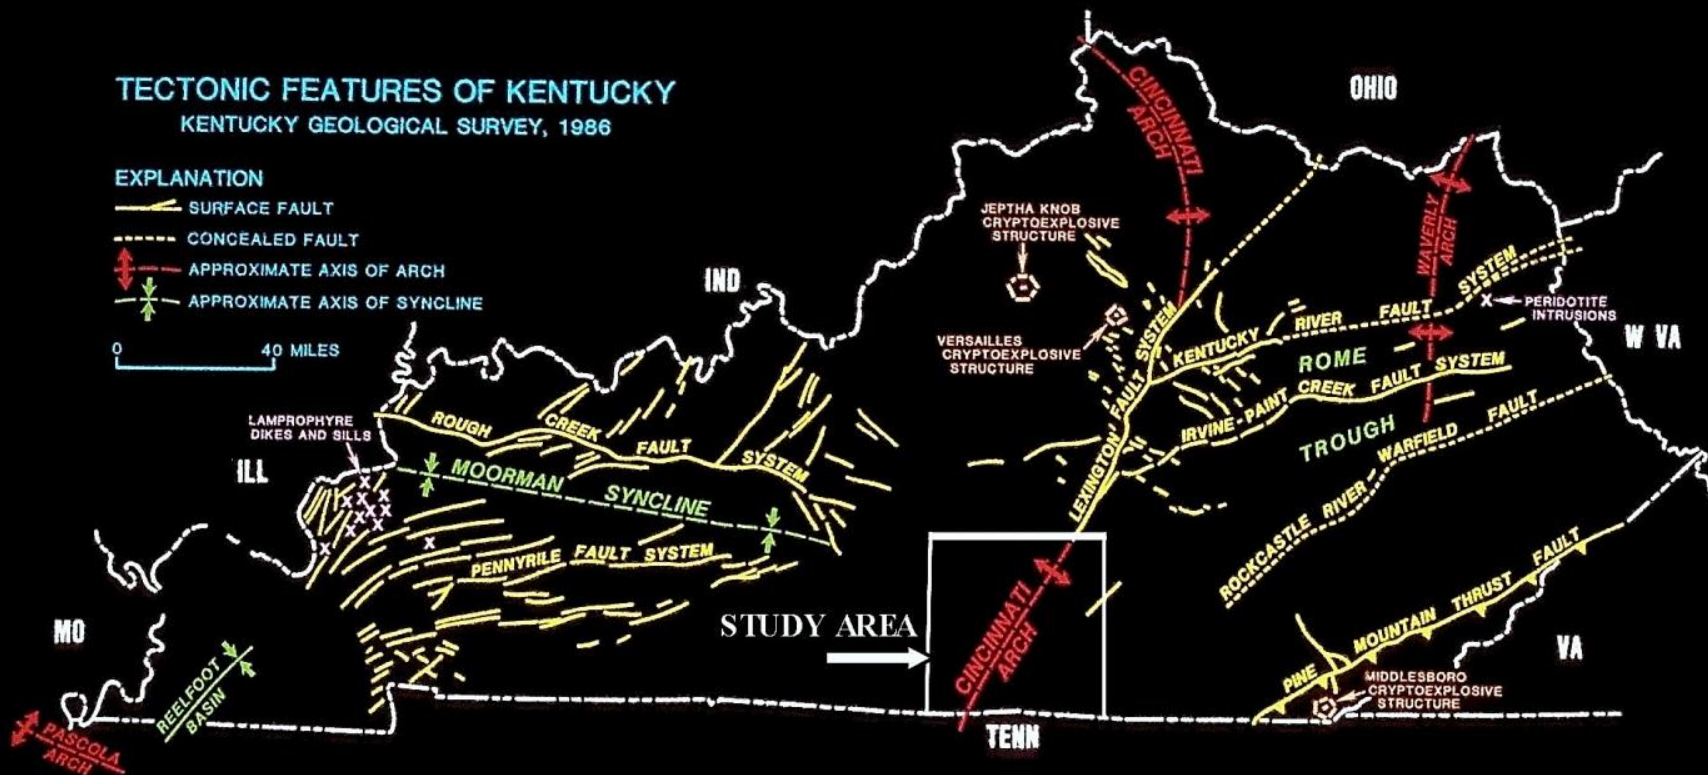 TECTONIC FEATURES OF KENTUCKY
KENTUCKY GEOLOGICAL SURVEY, 1986
EXPLANATION
SURFACE FAULT
CONCEALED FAULT
APPROXIMATE AXIS OF ARCH
APPROXIMATE AXIS OF SYNCLINE
0 40 MILES
OHIO
CINCINNATI
ARCH
WAVERLY
ARCH
JEPTHA KNOB
CRYPTOEXPLOSIVE
STRUCTURE
IND
VERSAILLES
CRYPTOEXPLOSIVE
STRUCTURE
LEXINGTON FAULT SYSTEM
KENTUCKY RIVER FAULT SYSTEM
PERIDOTITE
INTRUSIONS
W VA
ROME
TROUGH
IRVINE-PAINT CREEK FAULT SYSTEM
ROCKCASTLE RIVER WARFIELD FAULT
LAMPROPHYRE
DIKES AND SILLS
ILL
ROUGH CREEK FAULT SYSTEM
MOORMAN SYNCLINE
PENNYRILE FAULT SYSTEM
MO
REELFOOT
BASIN
PASCOLA
ARCH
STUDY AREA
CINCINNATI
ARCH
TENN
PINE MOUNTAIN THRUST FAULT
VA
MIDDLESBORO
CRYPTOEXPLOSIVE
STRUCTURE